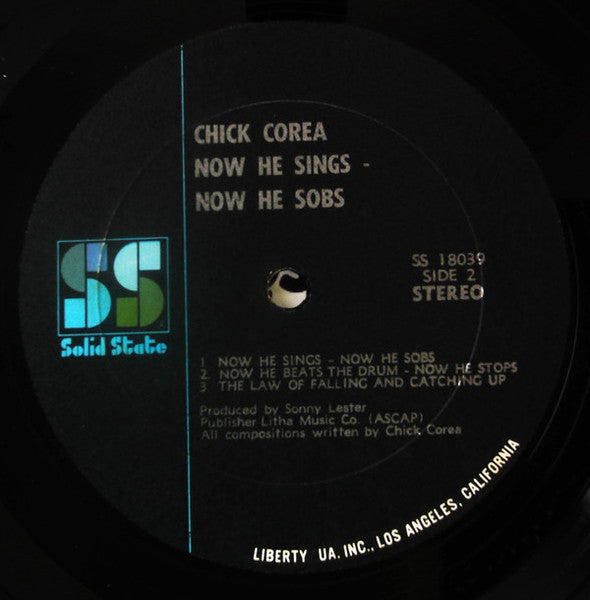 CHICK COREA
NOW HE SINGS -
NOW HE SOBS
SS
Solid State
SS 18039
SIDE 2
STEREO
1 NOW HE SINGS - NOW HE SOBS
2 NOW HE BEATS THE DRUM - NOW HE STOPS
3 THE LAW OF FALLING AND CATCHING UP
Produced by Sonny Lester
Publisher Litha Music Co. (ASCAP)
All compositions written by Chick Corea
LIBERTY UA, INC., LOS ANGELES, CALIFORNIA